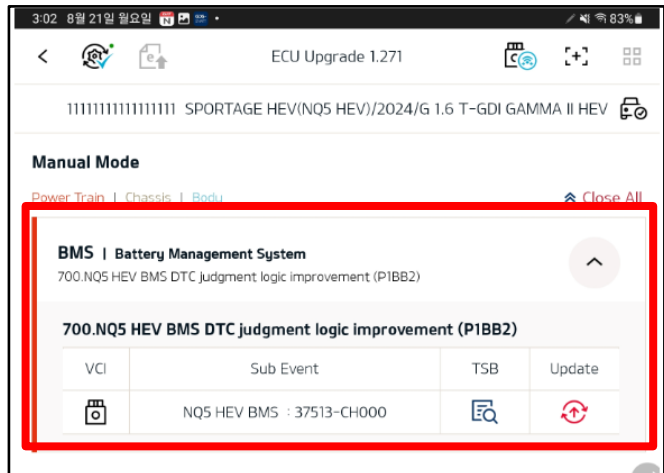 3:02 8월 21일 월요일 • 83%
ECU Upgrade 1.271
11111111111111111 SPORTAGE HEV(NQ5 HEV)/2024/G 1.6 T-GDI GAMMA II HEV
Manual Mode
Power Train | Chassis | Body Close All
BMS | Battery Management System
700.NQ5 HEV BMS DTC judgment logic improvement (P1BB2)
700.NQ5 HEV BMS DTC judgment logic improvement (P1BB2)
VCI Sub Event TSB Update
NQ5 HEV BMS : 37513-CH000